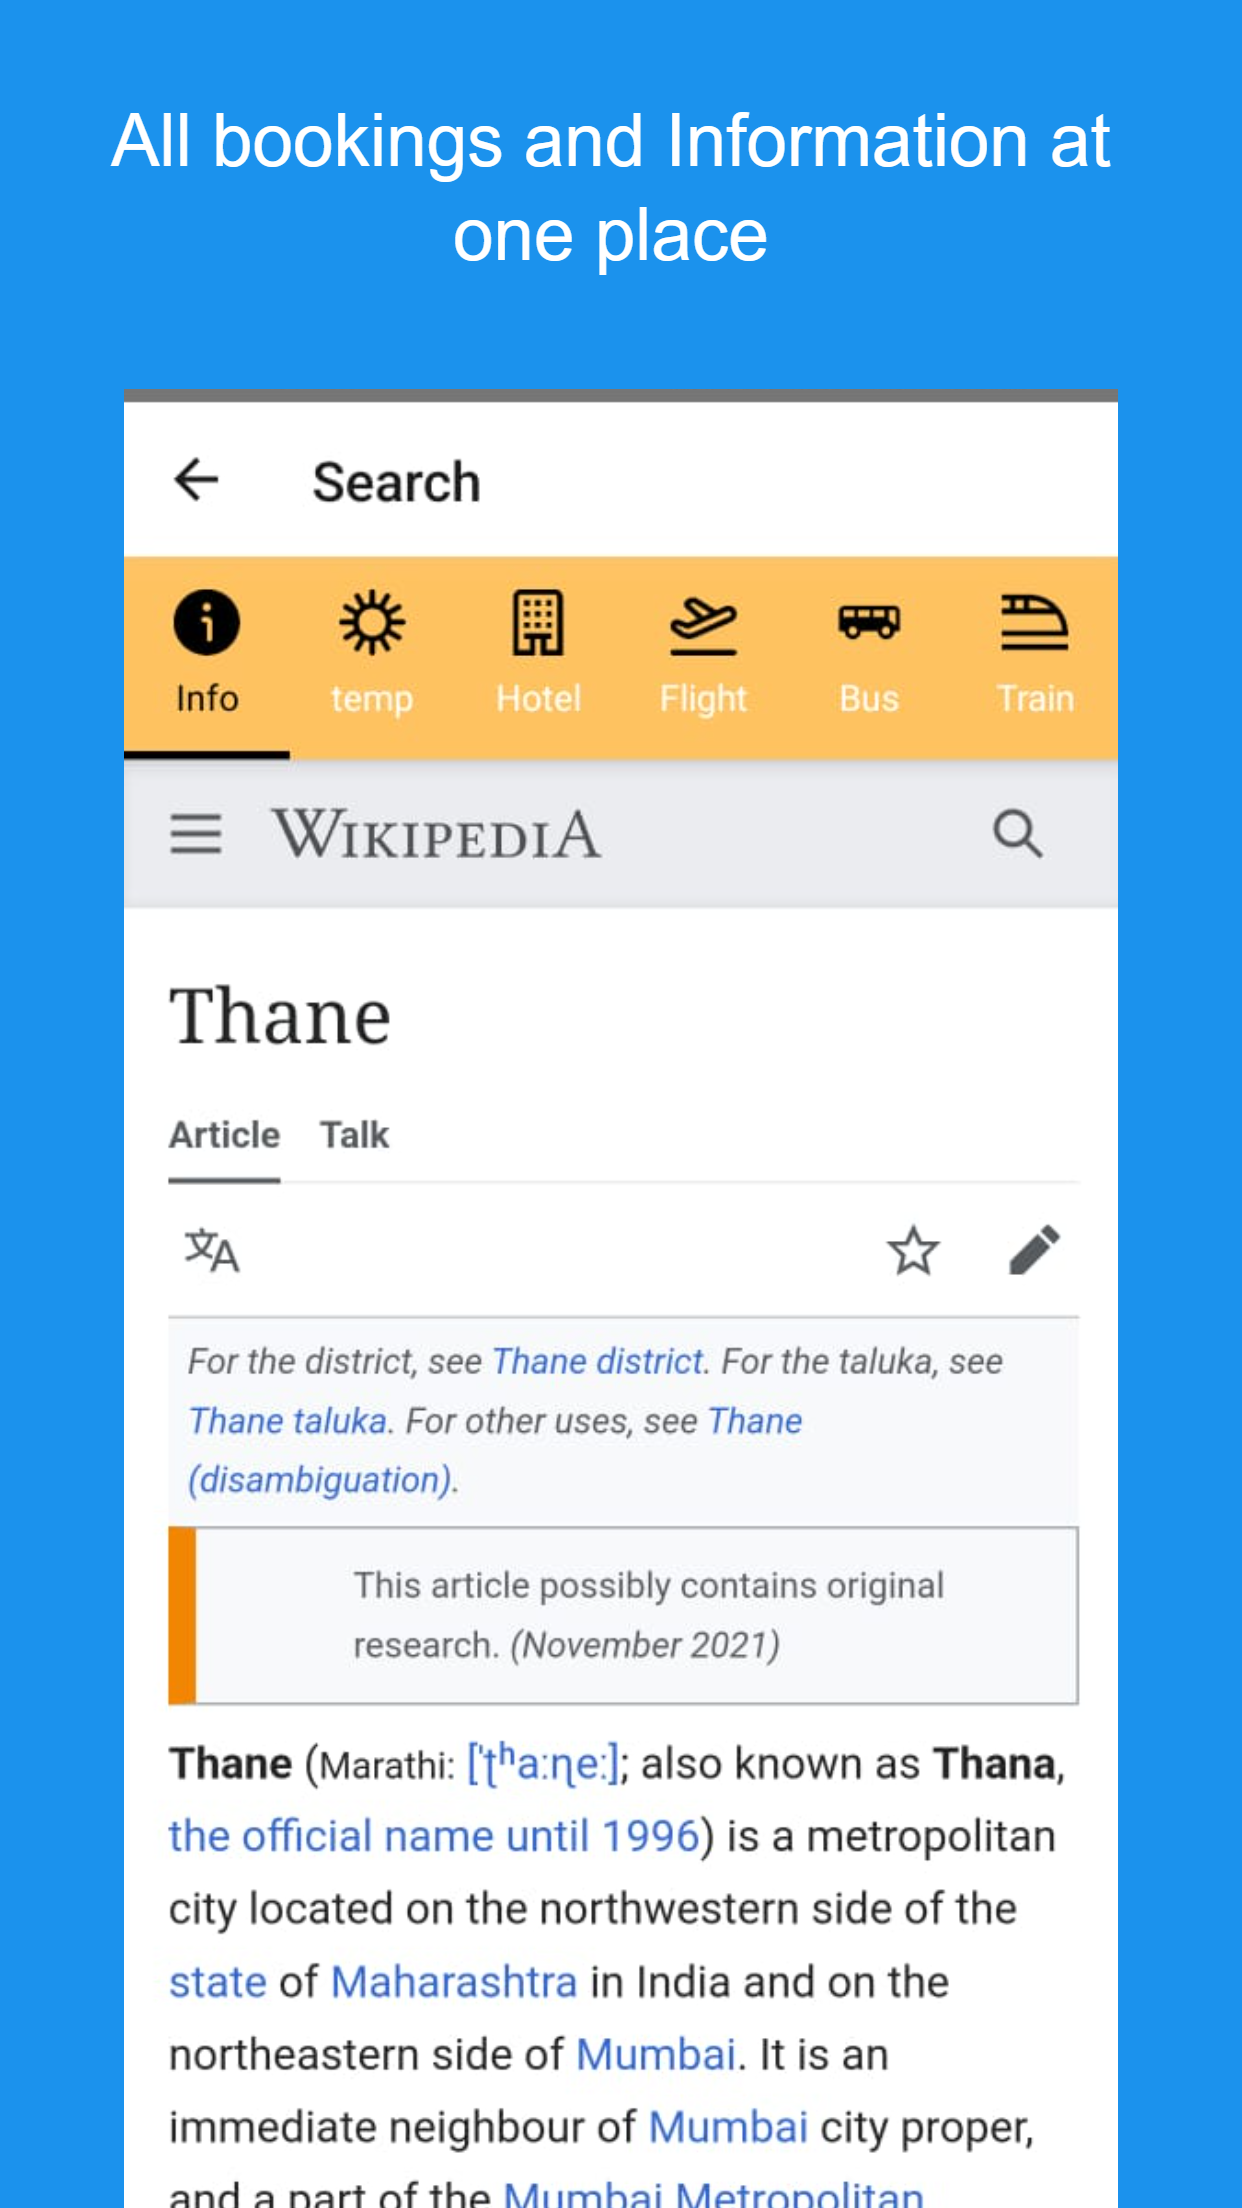 All bookings and Information at
one place
Search
Info temp Hotel Flight Bus Train
WIKIPEDIA
Thane
Article Talk
文A
For the district, see Thane district. For the taluka, see
Thane taluka. For other uses, see Thane
(disambiguation).
This article possibly contains original
research. (November 2021)
Thane (Marathi: [ˈʈʰaːɳeː]; also known as Thana,
the official name until 1996) is a metropolitan
city located on the northwestern side of the
state of Maharashtra in India and on the
northeastern side of Mumbai. It is an
immediate neighbour of Mumbai city proper,
and a part of the Mumbai Metropolitan